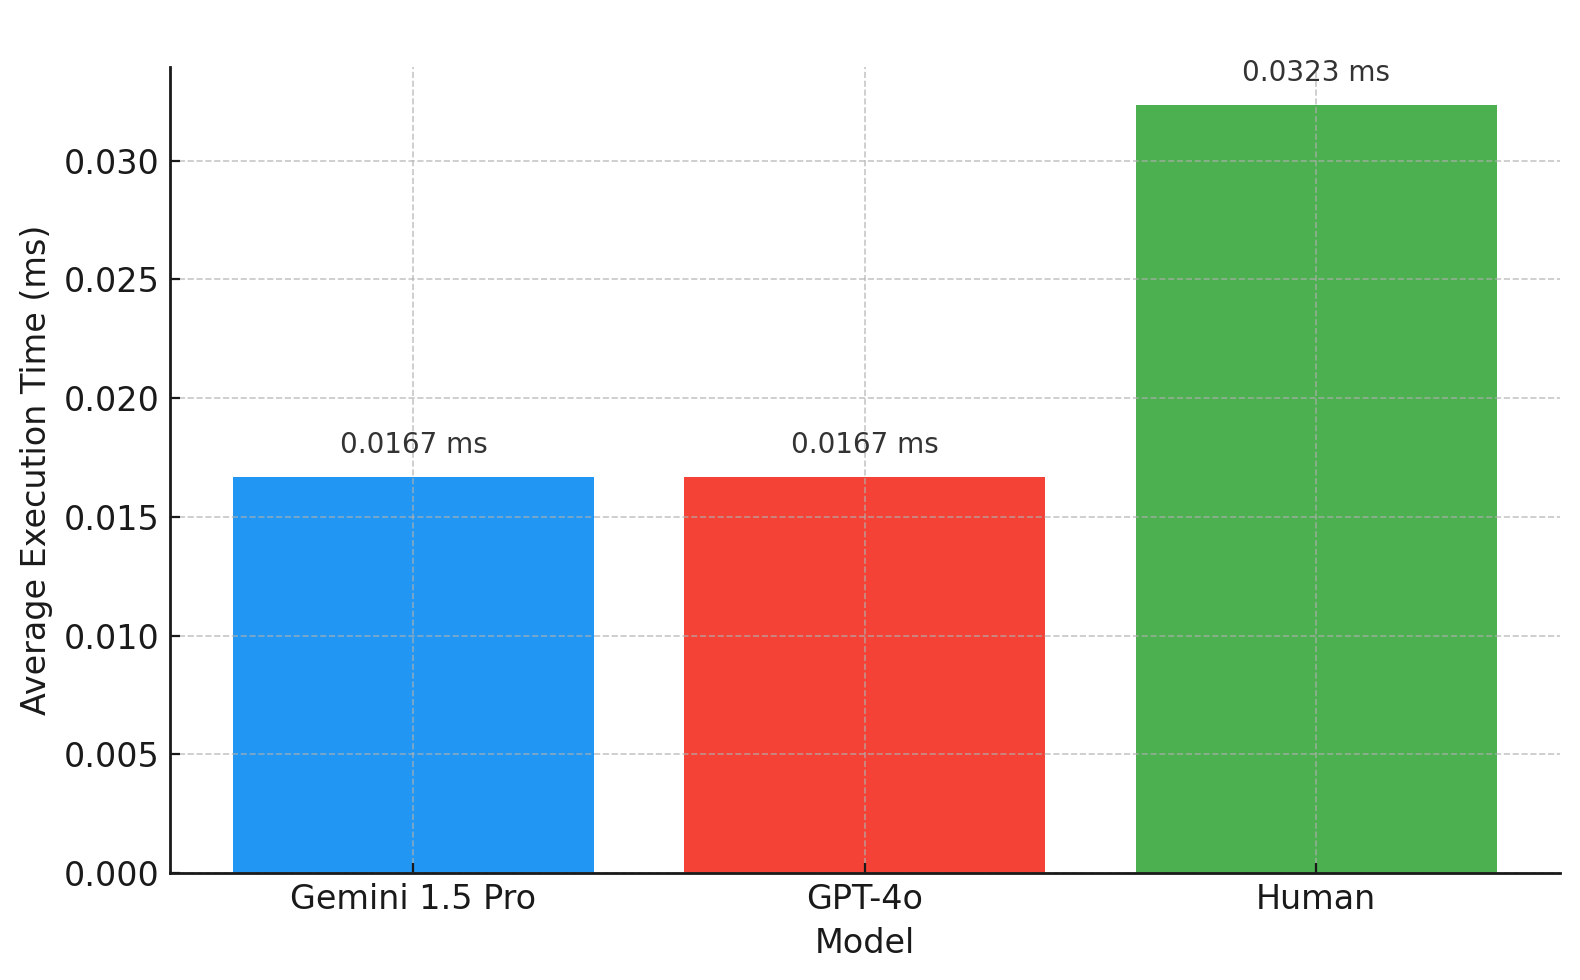 0.0323 ms
0.030
0.025
0.020
0.0167 ms
0.0167 ms
0.015
0.010
0.005
0.000
Average Execution Time (ms)
Gemini 1.5 Pro
GPT-4o
Human
Model